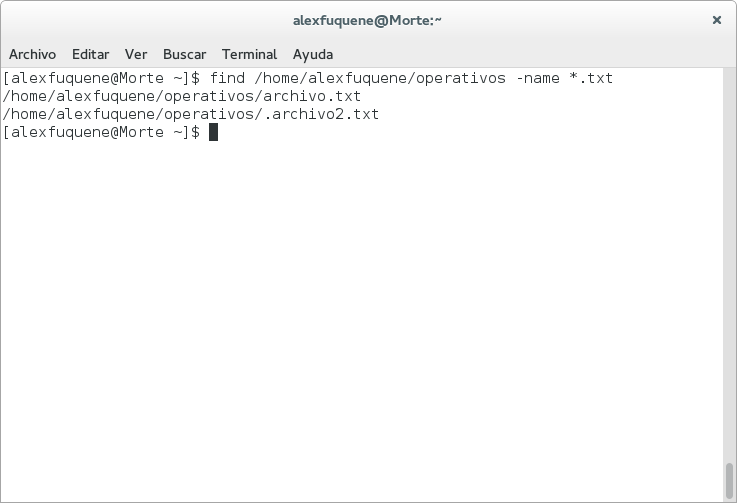 alexfuquene@Morte:~
Archivo Editar Ver Buscar Terminal Ayuda
[alexfuquene@Morte ~]$ find /home/alexfuquene/operativos -name *.txt
/home/alexfuquene/operativos/archivo.txt
/home/alexfuquene/operativos/.archivo2.txt
[alexfuquene@Morte ~]$